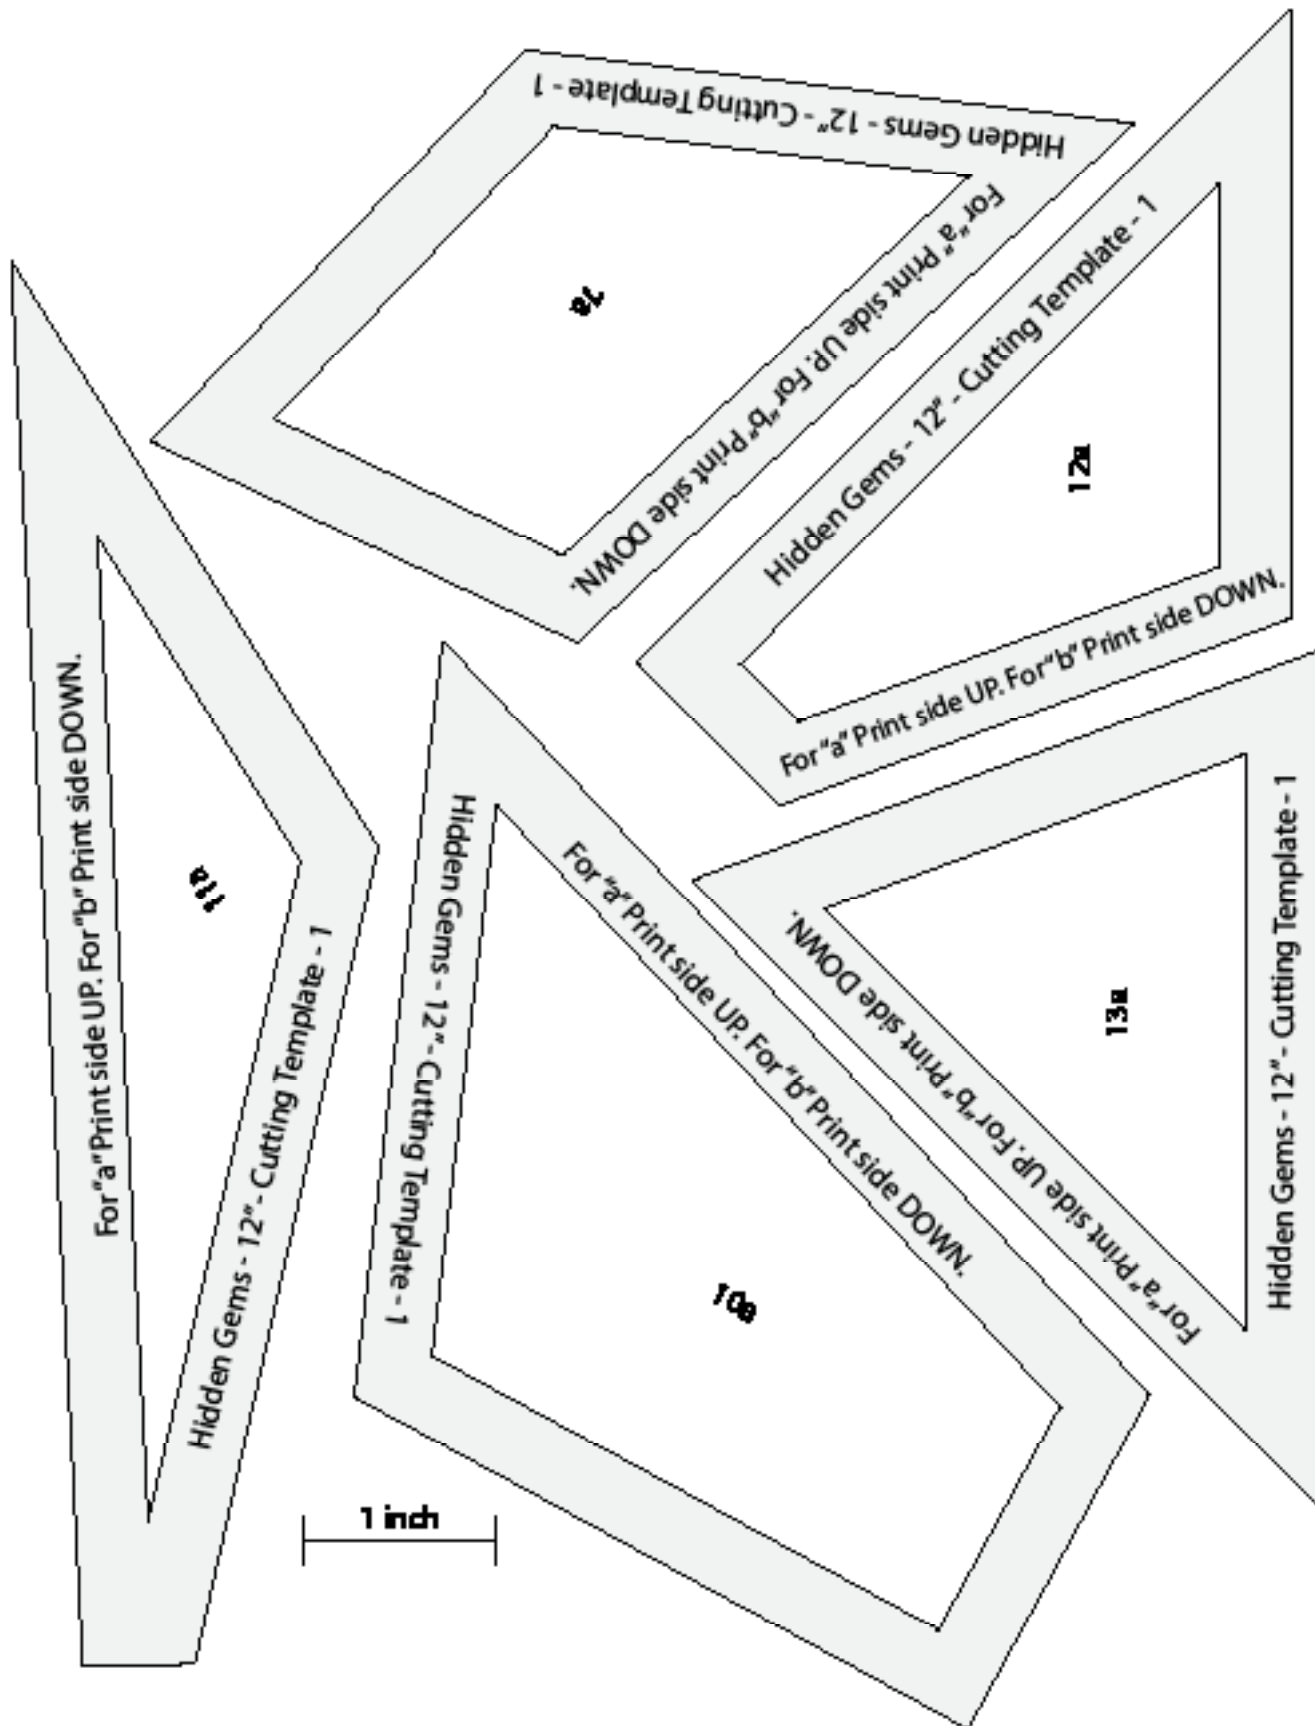 Hidden Gems - 12" - Cutting Template - 1
For "a" Print side UP. For "b" Print side DOWN.
Hidden Gems - 12" - Cutting Template - 1
12a
For "a" Print side UP. For "b" Print side DOWN.
For "a" Print side UP. For "b" Print side DOWN.
11a
Hidden Gems - 12" - Cutting Template - 1
Hidden Gems - 12" - Cutting Template - 1
For "a" Print side UP. For "b" Print side DOWN.
10a
For "a" Print side UP. For "b" Print side DOWN.
13a
Hidden Gems - 12" - Cutting Template - 1
1 inch